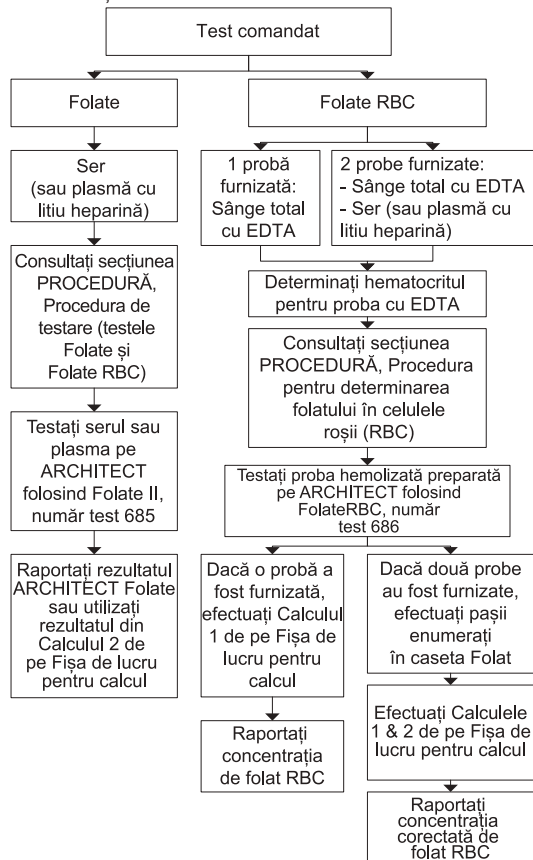 Test comandat
Folate
Folate RBC
Ser
(sau plasmă cu
litiu heparină)
1 probă
furnizată:
Sânge total
cu EDTA
2 probe furnizate:
- Sânge total cu EDTA
- Ser (sau plasmă cu
litiu heparină)
Consultați secțiunea
PROCEDURĂ,
Procedura de
testare (testele
Folate și
Folate RBC)
Determinați hematocritul
pentru proba cu EDTA
Consultați secțiunea
PROCEDURĂ, Procedura
pentru determinarea
folatului în celulele
roșii (RBC)
Testați serul sau
plasma pe
ARCHITECT
folosind Folate II,
număr test 685
Testați proba hemolizată preparată
pe ARCHITECT folosind
FolateRBC, număr
test 686
Raportați rezultatul
ARCHITECT Folate
sau utilizați
rezultatul din
Calculul 2 de
pe Fișa de lucru
pentru calcul
Dacă o probă a
fost furnizată,
efectuați Calculul
1 de pe Fișa de
lucru pentru
calcul
Dacă două probe
au fost furnizate,
efectuați pașii
enumerați
în caseta Folat
Raportați
concentrația
de folat RBC
Efectuați Calculele
1 & 2 de pe Fișa de
lucru pentru calcul
Raportați
concentrația
corectată de
folat RBC